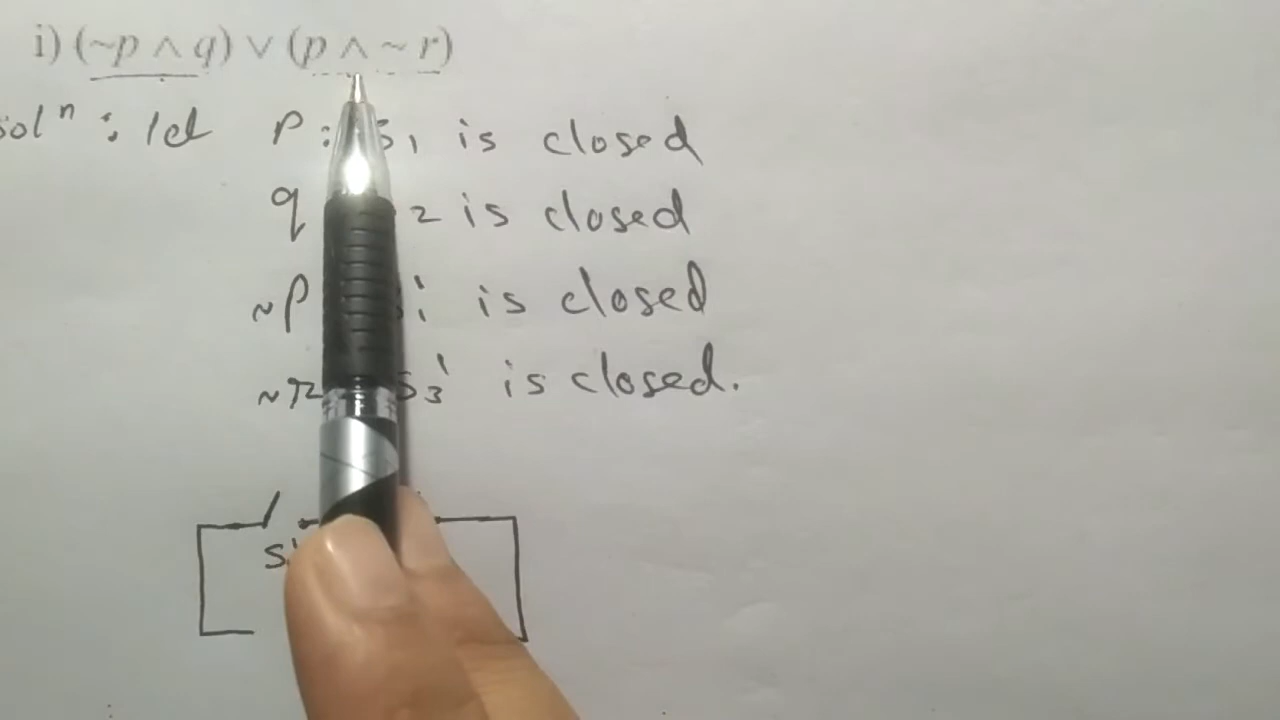 i) (~p ∧ q) ∨ (p ∧ ~ r)
solⁿ : let p : S₁ is closed
q 2 is closed
~p ' is closed
~r S₃' is closed.
S'